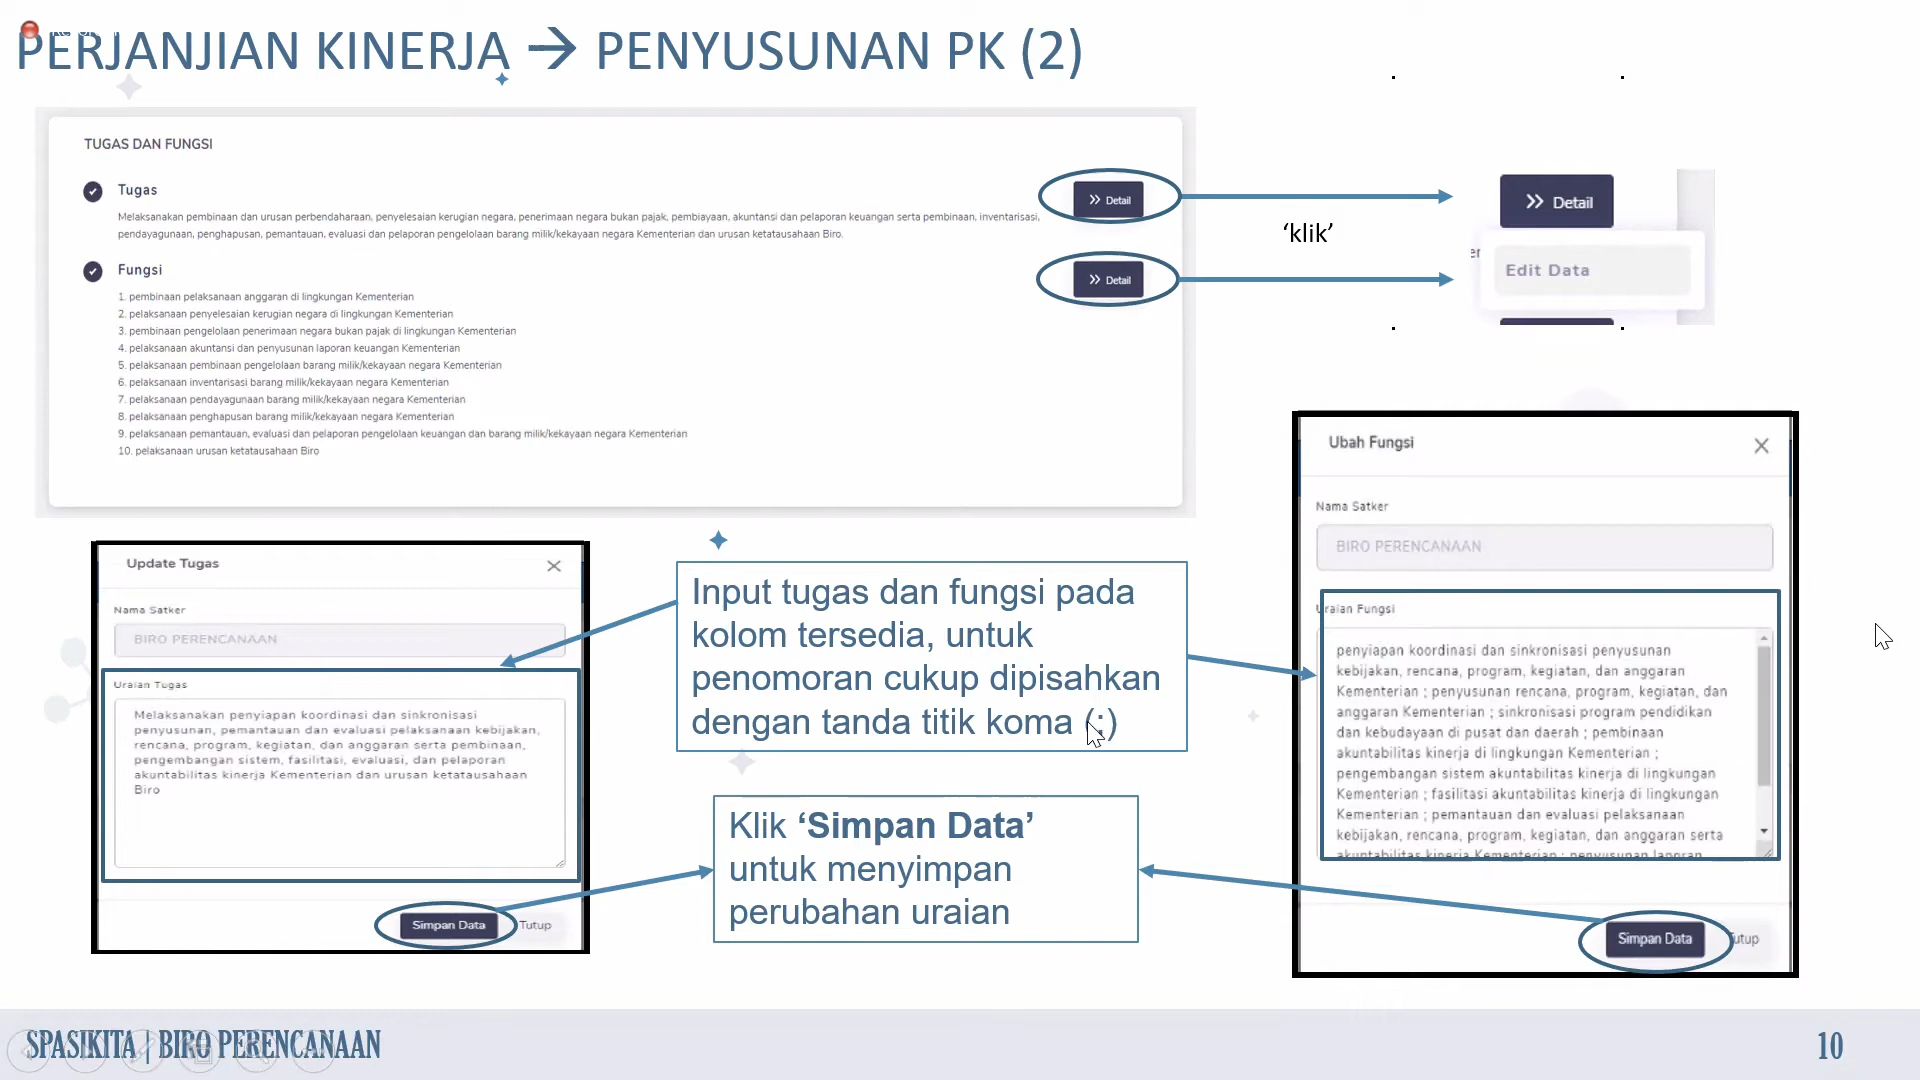 PERJANJIAN KINERJA → PENYUSUNAN PK (2)
TUGAS DAN FUNGSI
Tugas
Melaksanakan pembinaan dan urusan perbendaharaan, penyelesaian kerugian negara, penerimaan negara bukan pajak, pembiayaan, akuntansi dan pelaporan keuangan serta pembinaan, inventarisasi,
pendayagunaan, penghapusan, pemantauan, evaluasi dan pelaporan pengelolaan barang milik/kekayaan negara Kementerian dan urusan ketatausahaan Biro.
Detail
Fungsi
1. pembinaan pelaksanaan anggaran di lingkungan Kementerian
2. pelaksanaan penyelesaian kerugian negara di lingkungan Kementerian
3. pembinaan pengelolaan penerimaan negara bukan pajak di lingkungan Kementerian
4. pelaksanaan akuntansi dan penyusunan laporan keuangan Kementerian
5. pelaksanaan pembinaan pengelolaan barang milik/kekayaan negara Kementerian
6. pelaksanaan inventarisasi barang milik/kekayaan negara Kementerian
7. pelaksanaan pendayagunaan barang milik/kekayaan negara Kementerian
8. pelaksanaan penghapusan barang milik/kekayaan negara Kementerian
9. pelaksanaan pemantauan, evaluasi dan pelaporan pengelolaan keuangan dan barang milik/kekayaan negara Kementerian
10. pelaksanaan urusan ketatausahaan Biro
Detail
‘klik’
Detail
er
Edit Data
Update Tugas
Nama Satker
BIRO PERENCANAAN
Uraian Tugas
Melaksanakan penyiapan koordinasi dan sinkronisasi
penyusunan, pemantauan dan evaluasi pelaksanaan kebijakan,
rencana, program, kegiatan, dan anggaran serta pembinaan,
pengembangan sistem, fasilitasi, evaluasi, dan pelaporan
akuntabilitas kinerja Kementerian dan urusan ketatausahaan
Biro
Simpan Data
Tutup
Input tugas dan fungsi pada
kolom tersedia, untuk
penomoran cukup dipisahkan
dengan tanda titik koma (;)
Klik ‘Simpan Data’
untuk menyimpan
perubahan uraian
Ubah Fungsi
Nama Satker
BIRO PERENCANAAN
Uraian Fungsi
penyiapan koordinasi dan sinkronisasi penyusunan
kebijakan, rencana, program, kegiatan, dan anggaran
Kementerian ; penyusunan rencana, program, kegiatan, dan
anggaran Kementerian ; sinkronisasi program pendidikan
dan kebudayaan di pusat dan daerah ; pembinaan
akuntabilitas kinerja di lingkungan Kementerian ;
pengembangan sistem akuntabilitas kinerja di lingkungan
Kementerian ; fasilitasi akuntabilitas kinerja di lingkungan
Kementerian ; pemantauan dan evaluasi pelaksanaan
kebijakan, rencana, program, kegiatan, dan anggaran serta
akuntabilitas kinerja Kementerian ; penyusunan laporan
Simpan Data
utup
SPASIKITA | BIRO PERENCANAAN
10